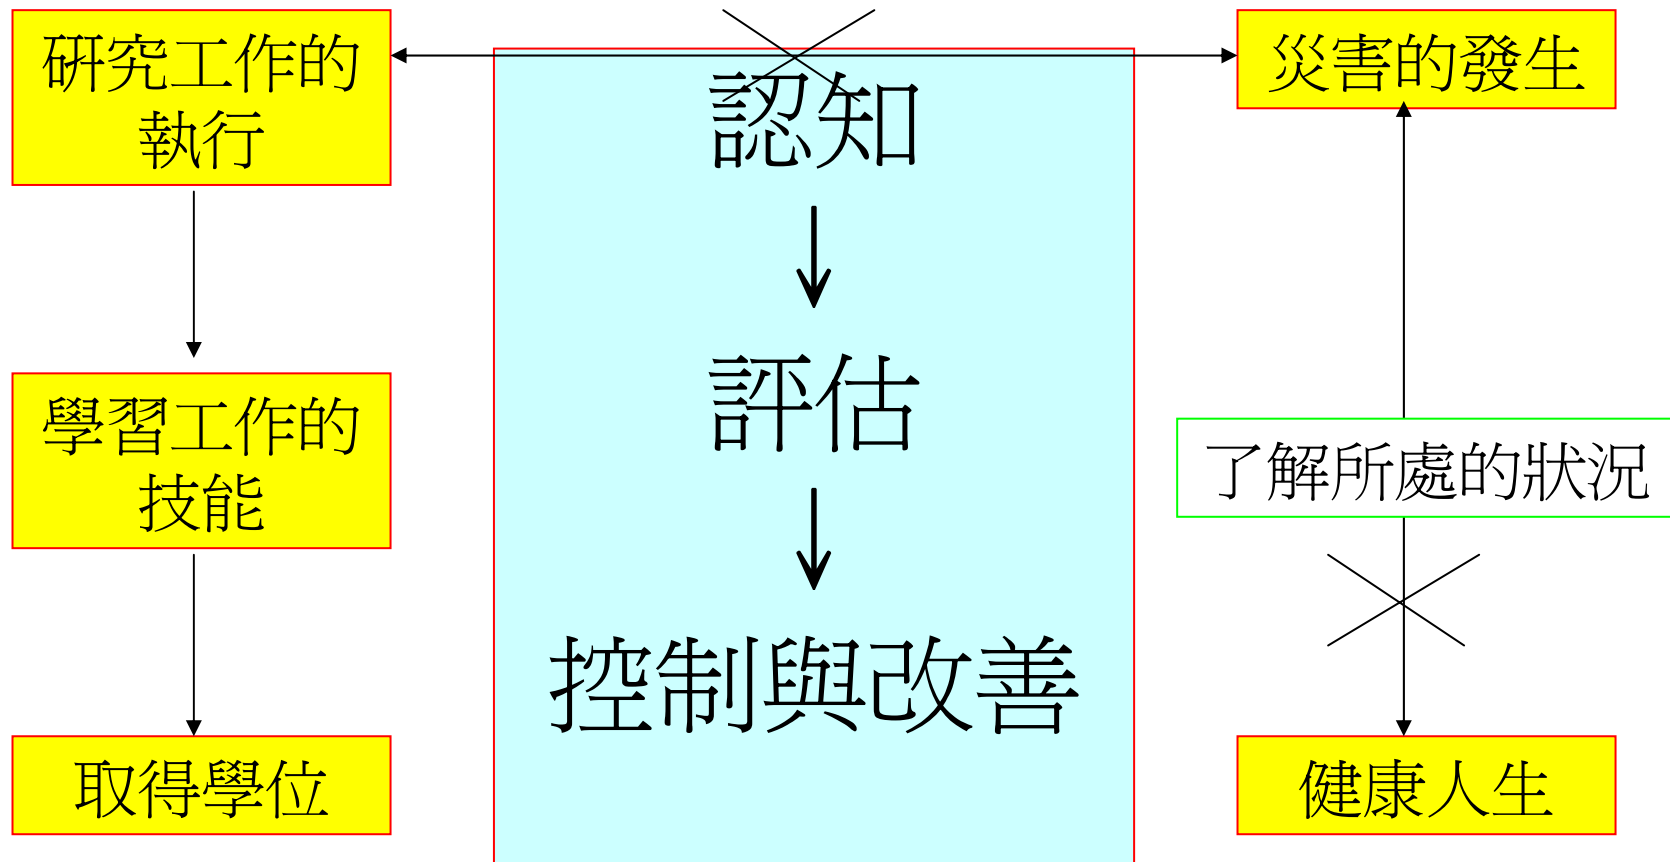 研究工作的
執行
學習工作的
技能
取得學位
認知
評估
控制與改善
災害的發生
了解所處的狀況
健康人生